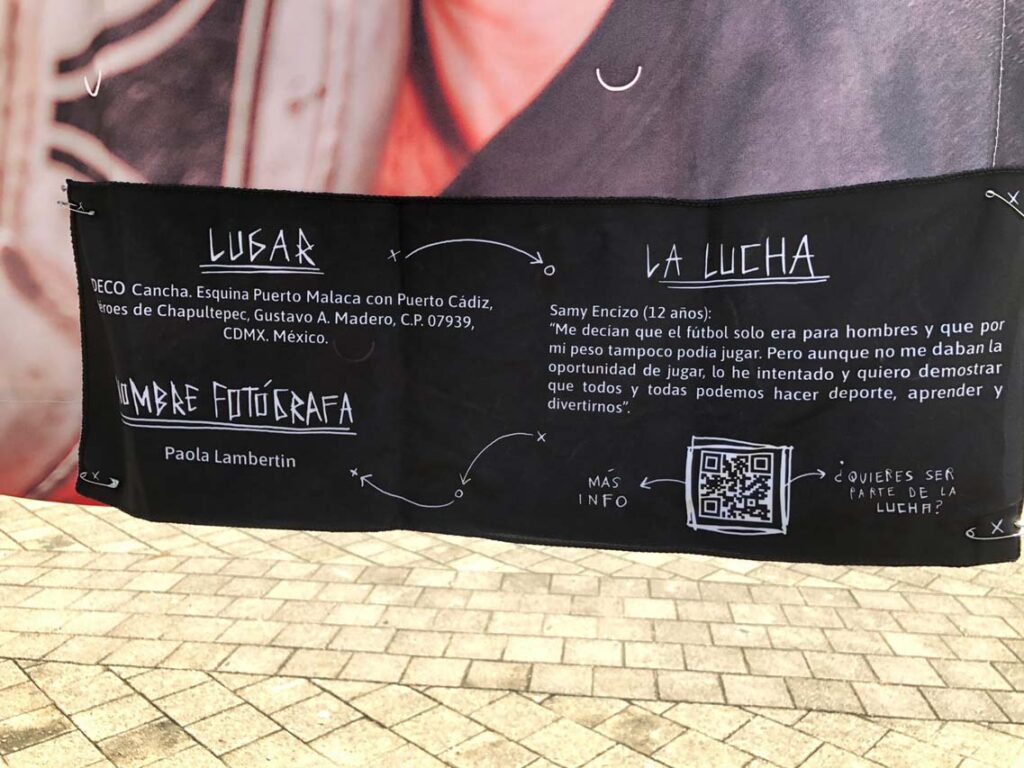 LUGAR
DECO Cancha. Esquina Puerto Malaca con Puerto Cádiz,
éroes de Chapultepec, Gustavo A. Madero, C.P. 07939,
CDMX. México.
NOMBRE FOTÓGRAFA
Paola Lambertin
LA LUCHA
Samy Encizo (12 años):
“Me decían que el fútbol solo era para hombres y que por
mi peso tampoco podía jugar. Pero aunque no me daban la
oportunidad de jugar, lo he intentado y quiero demostrar
que todos y todas podemos hacer deporte, aprender y
divertirnos”.
MÁS
INFO
¿QUIERES SER
PARTE DE LA
LUCHA?